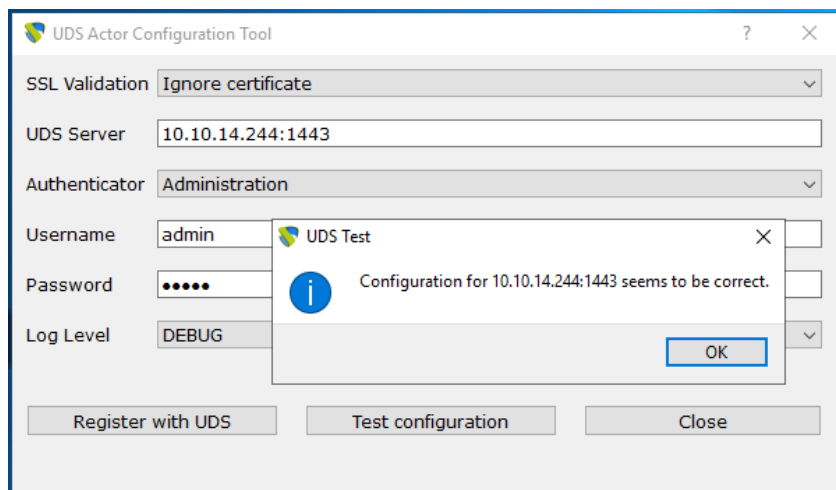 UDS Actor Configuration Tool ?
SSL Validation Ignore certificate
UDS Server 10.10.14.244:1443
Authenticator Administration
Username admin
Password •••••
Log Level DEBUG
UDS Test
Configuration for 10.10.14.244:1443 seems to be correct.
OK
Register with UDS Test configuration Close